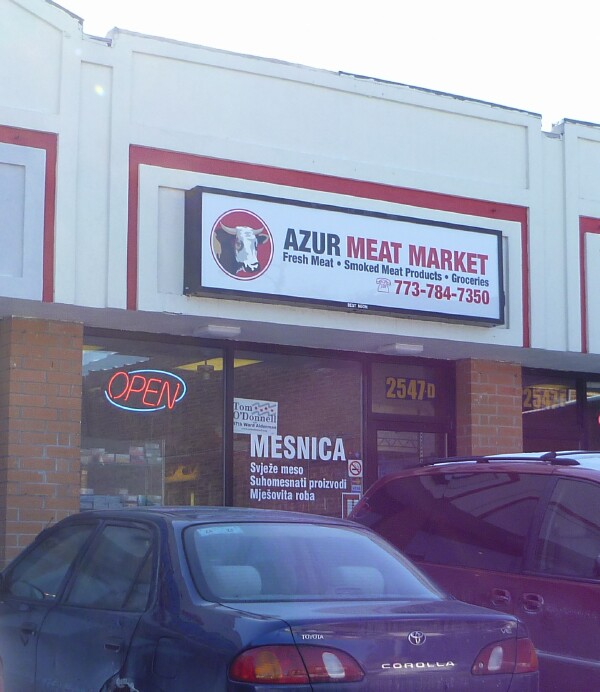 AZUR MEAT MARKET
Fresh Meat • Smoked Meat Products • Groceries
773-784-7350
OPEN
2547D
Tom
O'Donnell
MESNICA
Svježe meso
Suhomesnati proizvodi
Mješovita roba
TOYOTA
COROLLA